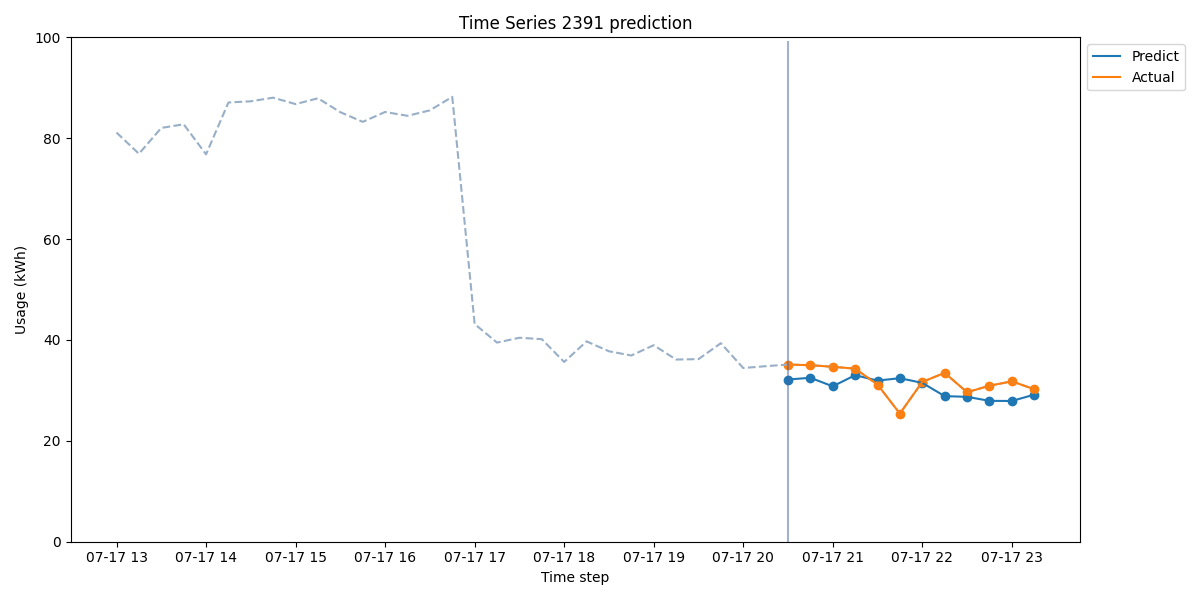 Time Series 2391 prediction
Predict
Actual
100
80
60
40
20
0
Usage (kWh)
07-17 13 07-17 14 07-17 15 07-17 16 07-17 17 07-17 18 07-17 19 07-17 20 07-17 21 07-17 22 07-17 23
Time step